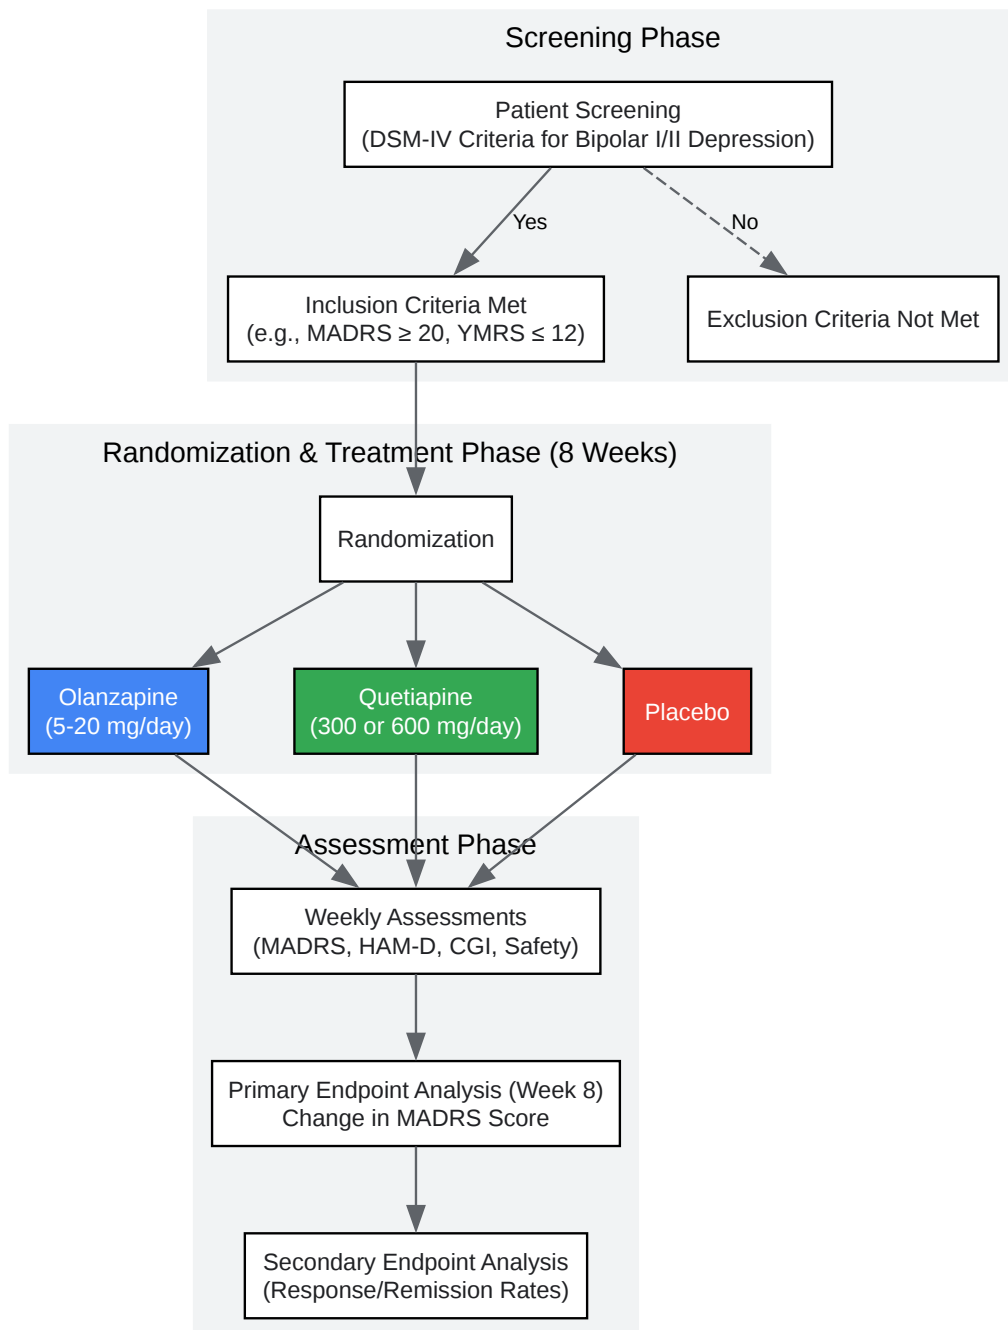 Screening Phase
Patient Screening
(DSM-IV Criteria for Bipolar I/II Depression)
Yes
No
Inclusion Criteria Met
(e.g., MADRS ≥ 20, YMRS ≤ 12)
Exclusion Criteria Not Met
Randomization & Treatment Phase (8 Weeks)
Randomization
Olanzapine
(5-20 mg/day)
Quetiapine
(300 or 600 mg/day)
Placebo
Assessment Phase
Weekly Assessments
(MADRS, HAM-D, CGI, Safety)
Primary Endpoint Analysis (Week 8)
Change in MADRS Score
Secondary Endpoint Analysis
(Response/Remission Rates)